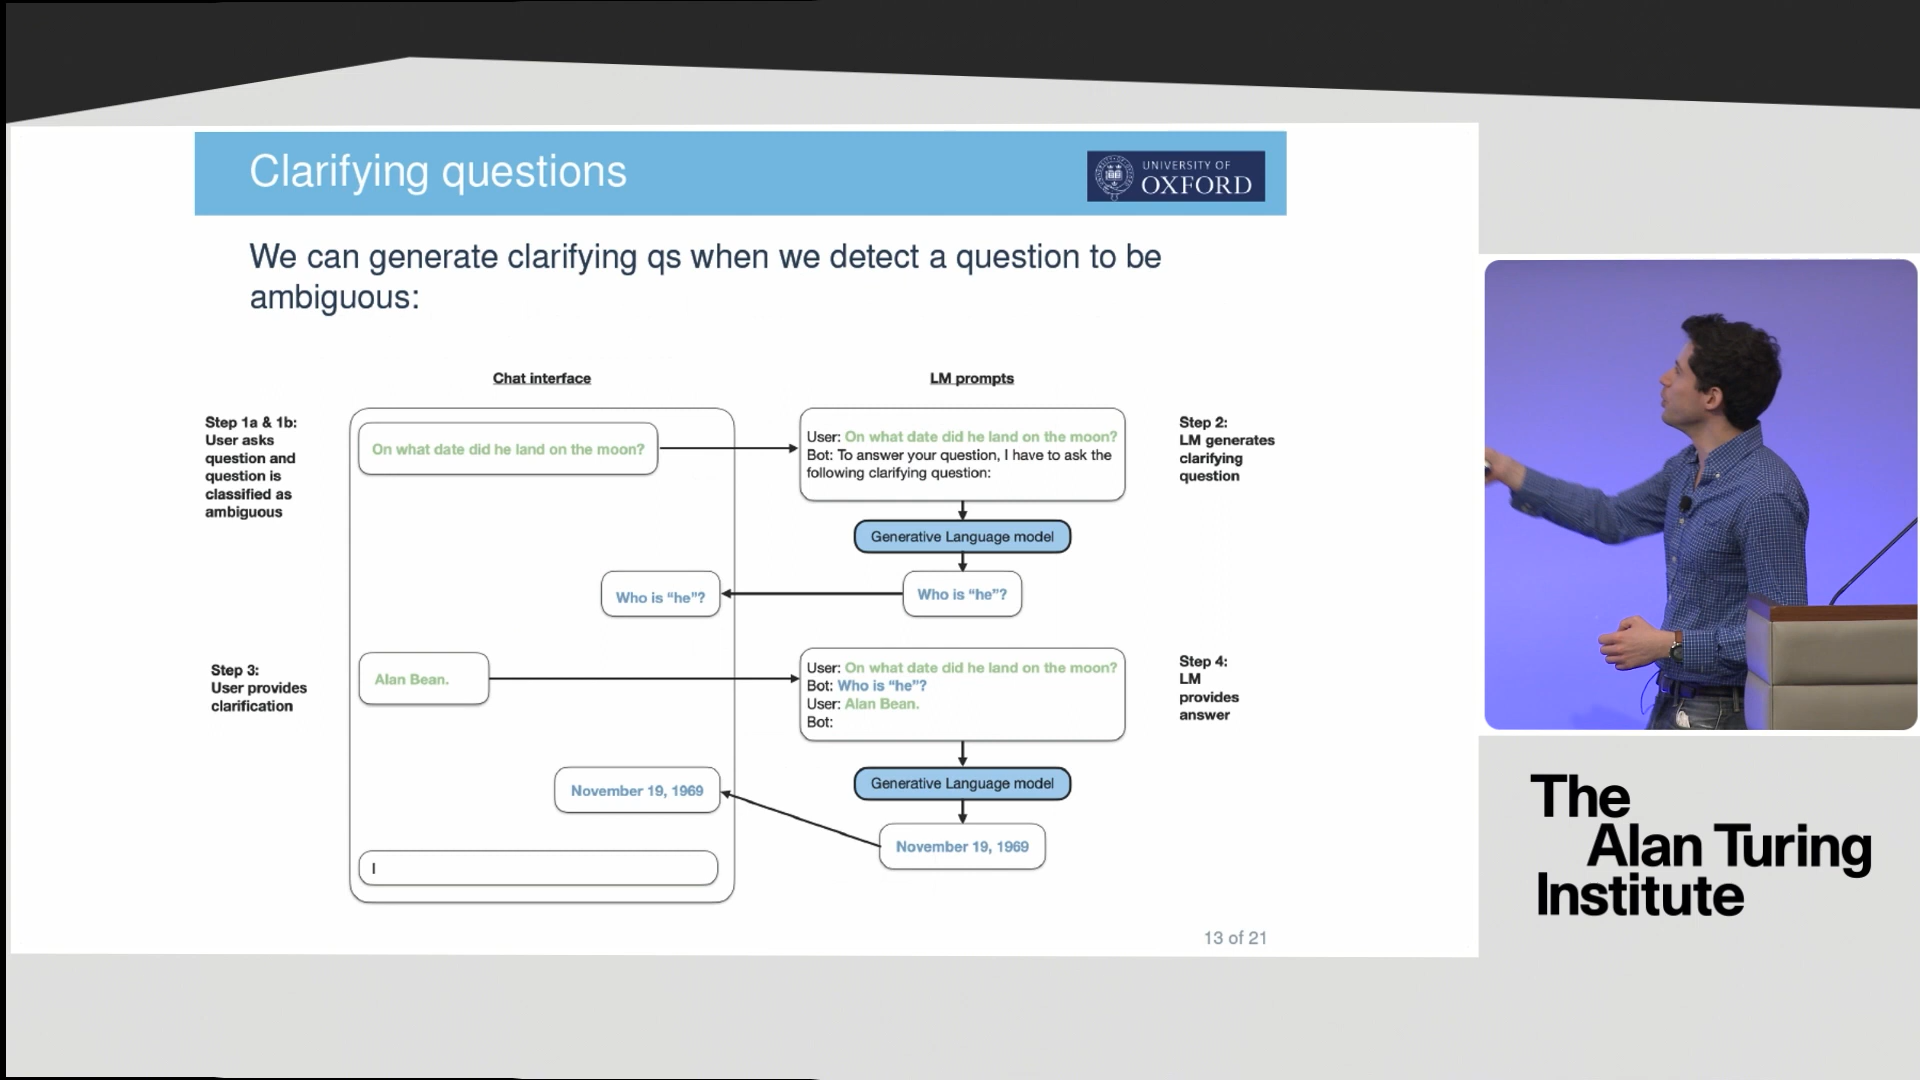 Clarifying questions
UNIVERSITY OF
OXFORD
We can generate clarifying qs when we detect a question to be
ambiguous:
Chat interface
LM prompts
Step 1a & 1b:
User asks
question and
question is
classified as
ambiguous
On what date did he land on the moon?
User: On what date did he land on the moon?
Bot: To answer your question, I have to ask the
following clarifying question:
Step 2:
LM generates
clarifying
question
Generative Language model
Who is “he”?
Who is “he”?
Step 3:
User provides
clarification
Alan Bean.
User: On what date did he land on the moon?
Bot: Who is “he”?
User: Alan Bean.
Bot:
Step 4:
LM
provides
answer
Generative Language model
November 19, 1969
November 19, 1969
I
13 of 21
The
Alan Turing
Institute